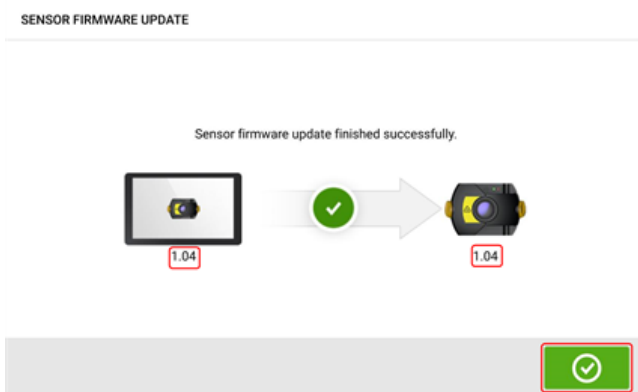 SENSOR FIRMWARE UPDATE
Sensor firmware update finished successfully.
1.04
1.04